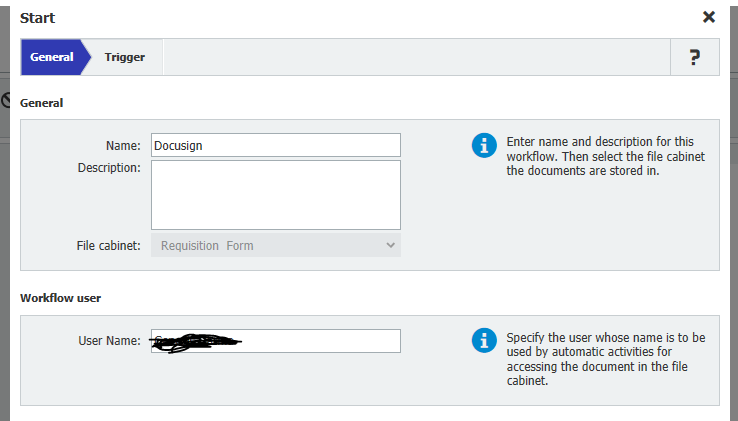 Start
General
Trigger
?
General
Name: Docusign
Description:
File cabinet: Requisition Form
Enter name and description for this
workflow. Then select the file cabinet
the documents are stored in.
Workflow user
User Name:
Specify the user whose name is to be
used by automatic activities for
accessing the document in the file
cabinet.